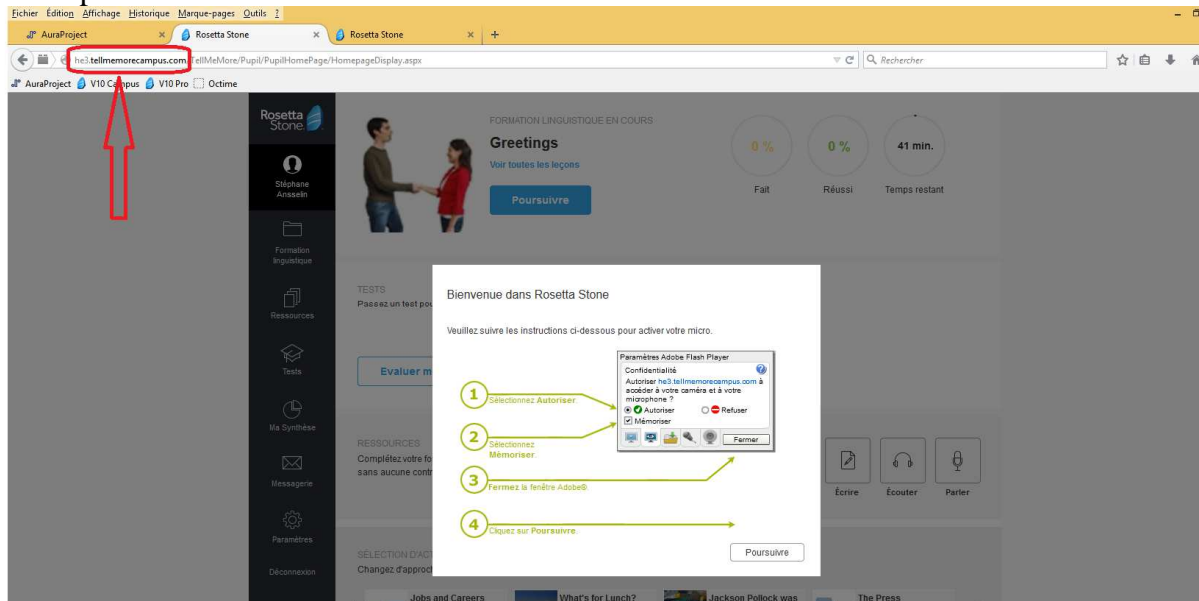 Fichier Édition Affichage Historique Marque-pages Outils ?
AuraProject × Rosetta Stone × Rosetta Stone × +
he3.tellmemorecampus.com/TellMeMore/Pupil/PupilHomePage/HomepageDisplay.aspx Rechercher
AuraProject V10 Campus V10 Pro Octime
Rosetta Stone
Stéphane Ansselin
Formation linguistique
Ressources
Tests
Ma Synthèse
Messagerie
Paramètres
Déconnexion
FORMATION LINGUISTIQUE EN COURS
Greetings
Voir toutes les leçons
Poursuivre
0 % 0 % 41 min.
Fait Réussi Temps restant
TESTS
Passez un test
Evaluer
RESSOURCES
Complétez votre
sans aucune
Écrire Écouter Parler
Changez
Jobs and Careers What's for Lunch? Jackson Pollock was The Press
Bienvenue dans Rosetta Stone
Veuillez suivre les instructions ci-dessous pour activer votre micro.
1 Sélectionnez Autoriser.
2 Sélectionnez
Mémoriser.
3 Fermez la fenêtre Adobe®
4 Cliquez sur Poursuivre.
Paramètres Adobe Flash Player
Confidentialité
Autoriser he3.tellmemorecampus.com à
accéder à votre caméra et à votre
microphone ?
Autoriser Refuser
Mémoriser
Fermer
Poursuivre